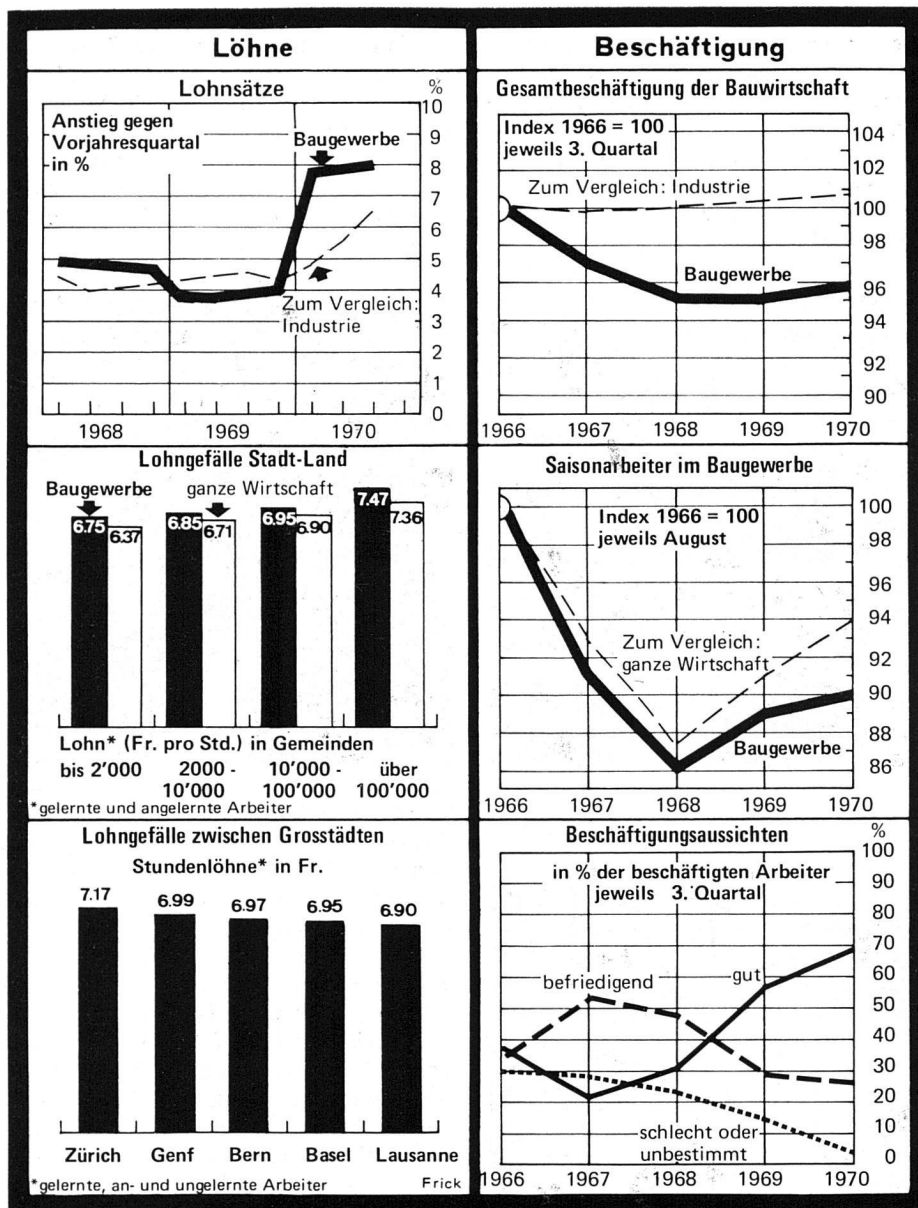 Löhne
Lohnsätze
%
Anstieg gegen
Vorjahresquartal
in %
Baugewerbe
Zum Vergleich:
Industrie
10
9
8
7
6
5
4
3
2
1
0
1968 1969 1970
Lohngefälle Stadt-Land
Baugewerbe ganze Wirtschaft
6.75 6.37 6.85 6.71 6.95 6.90 7.47 7.36
Lohn* (Fr. pro Std.) in Gemeinden
bis 2'000 2000 - 10'000 - über
10'000 100'000 100'000
*gelernte und angelernte Arbeiter
Lohngefälle zwischen Grosstädten
Stundenlöhne* in Fr.
7.17 6.99 6.97 6.95 6.90
Zürich Genf Bern Basel Lausanne
*gelernte, an- und ungelernte Arbeiter Frick
Beschäftigung
Gesamtbeschäftigung der Bauwirtschaft
Index 1966 = 100
jeweils 3. Quartal
Zum Vergleich: Industrie
Baugewerbe
104
102
100
98
96
94
92
90
1966 1967 1968 1969 1970
Saisonarbeiter im Baugewerbe
Index 1966 = 100
jeweils August
Zum Vergleich:
ganze Wirtschaft
Baugewerbe
100
98
96
94
92
90
88
86
1966 1967 1968 1969 1970
Beschäftigungsaussichten
%
in % der beschäftigten Arbeiter
jeweils 3. Quartal
befriedigend
gut
schlecht oder
unbestimmt
100
90
80
70
60
50
40
30
20
10
0
1966 1967 1968 1969 1970